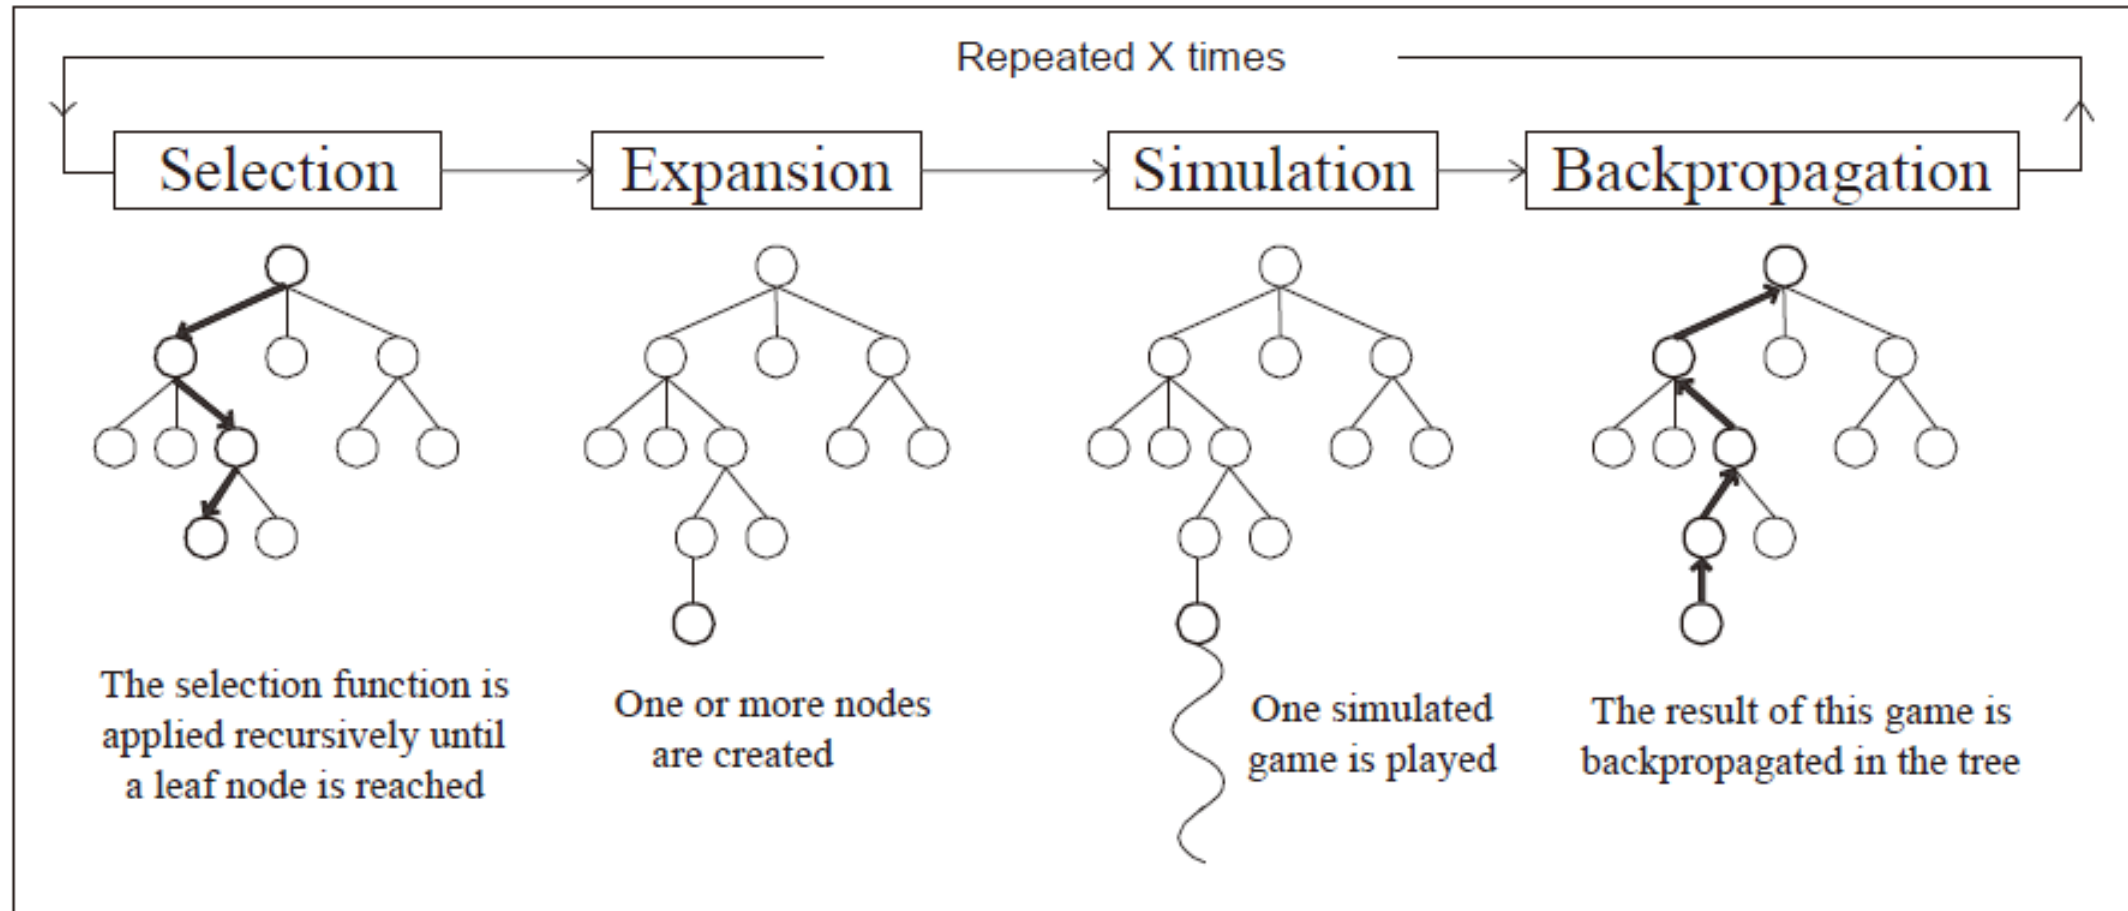 Repeated X times
Selection
Expansion
Simulation
Backpropagation
The selection function is
applied recursively until
a leaf node is reached
One or more nodes
are created
One simulated
game is played
The result of this game is
backpropagated in the tree